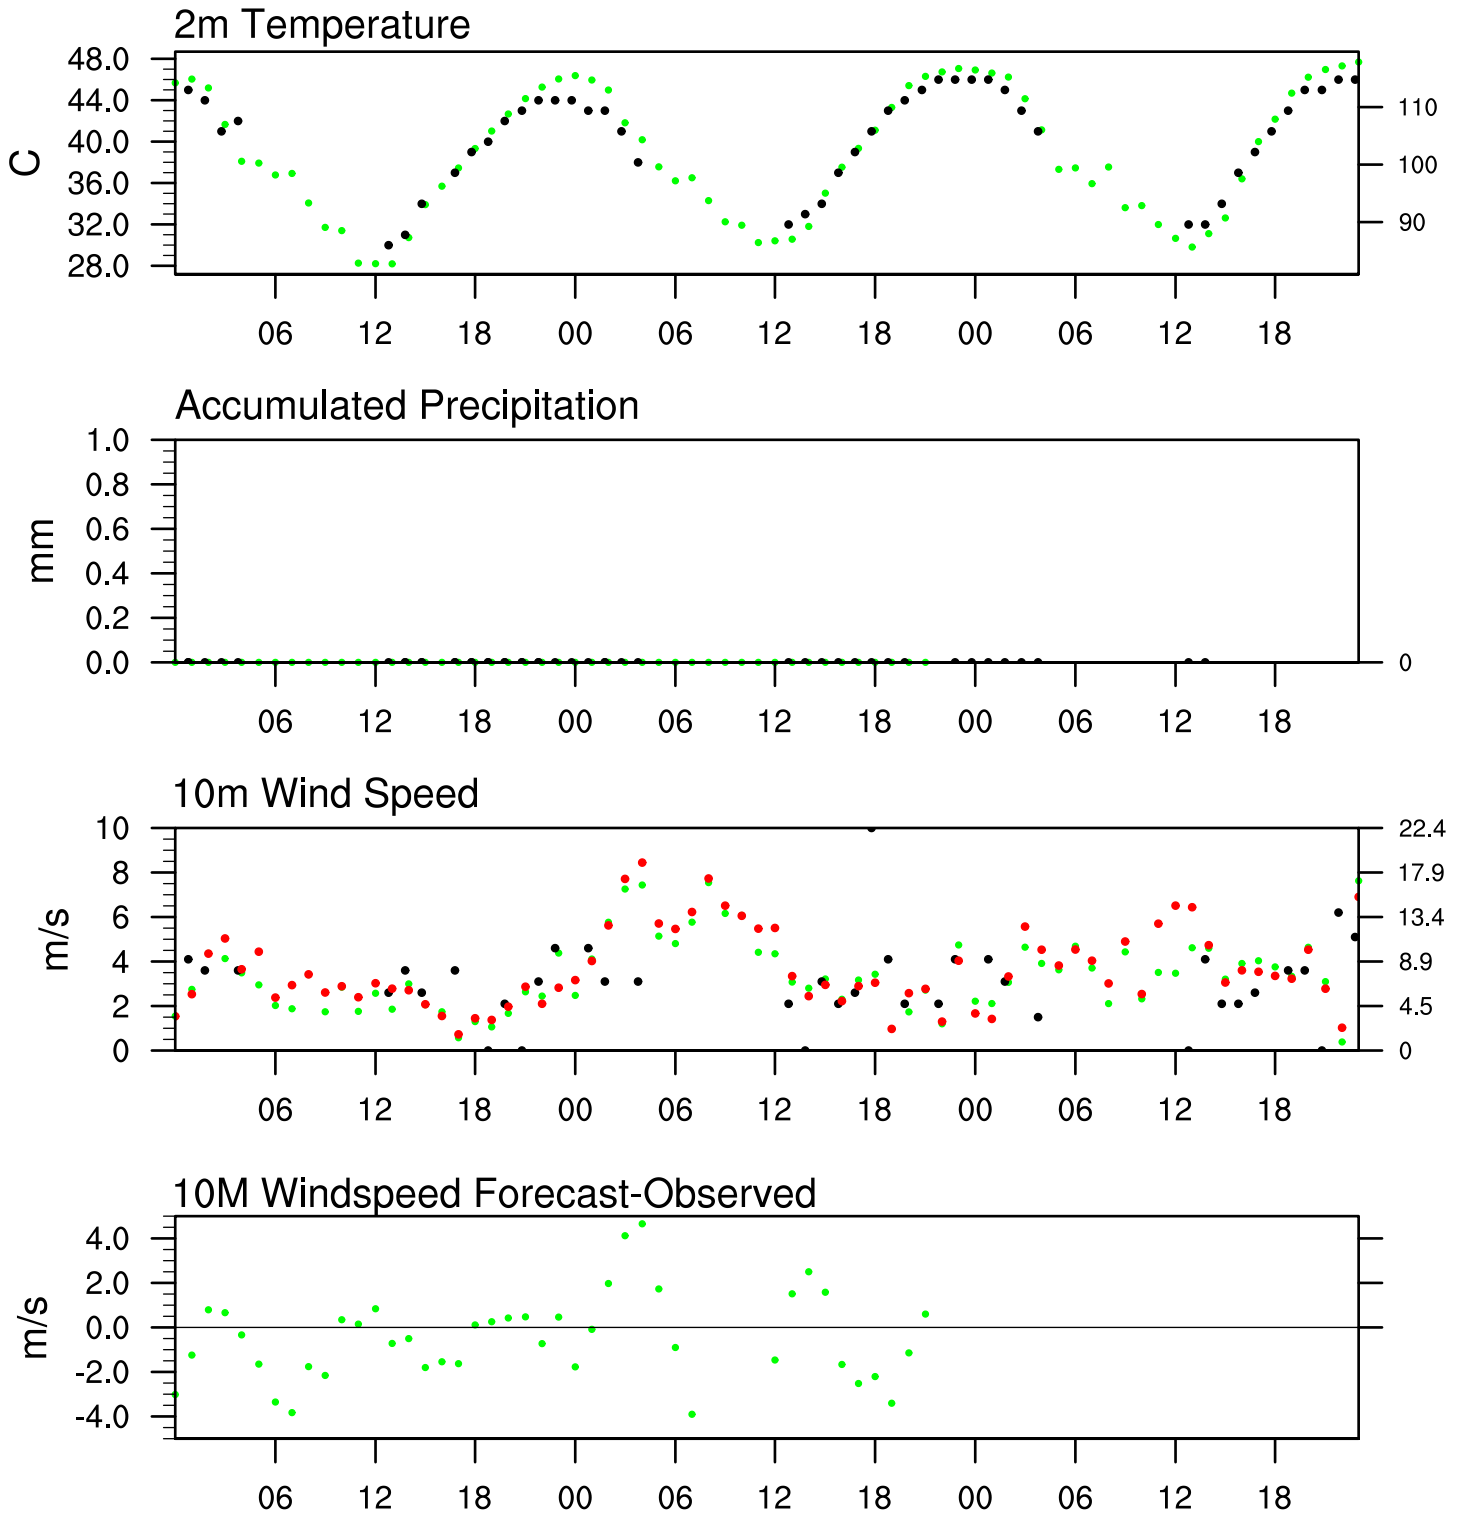 2m Temperature
48.0
44.0
110
40.0
C
100
36.0
32.0
90
28.0
06 12 18 00 06 12 18 00 06 12 18
Accumulated Precipitation
1.0
0.8
0.6
mm
0.4
0.2
0.0 0
06 12 18 00 06 12 18 00 06 12 18
10m Wind Speed
10 22.4
8 17.9
6 13.4
m/s
4 8.9
2 4.5
0 0
06 12 18 00 06 12 18 00 06 12 18
10M Windspeed Forecast-Observed
4.0
2.0
0.0
m/s
-2.0
-4.0
06 12 18 00 06 12 18 00 06 12 18